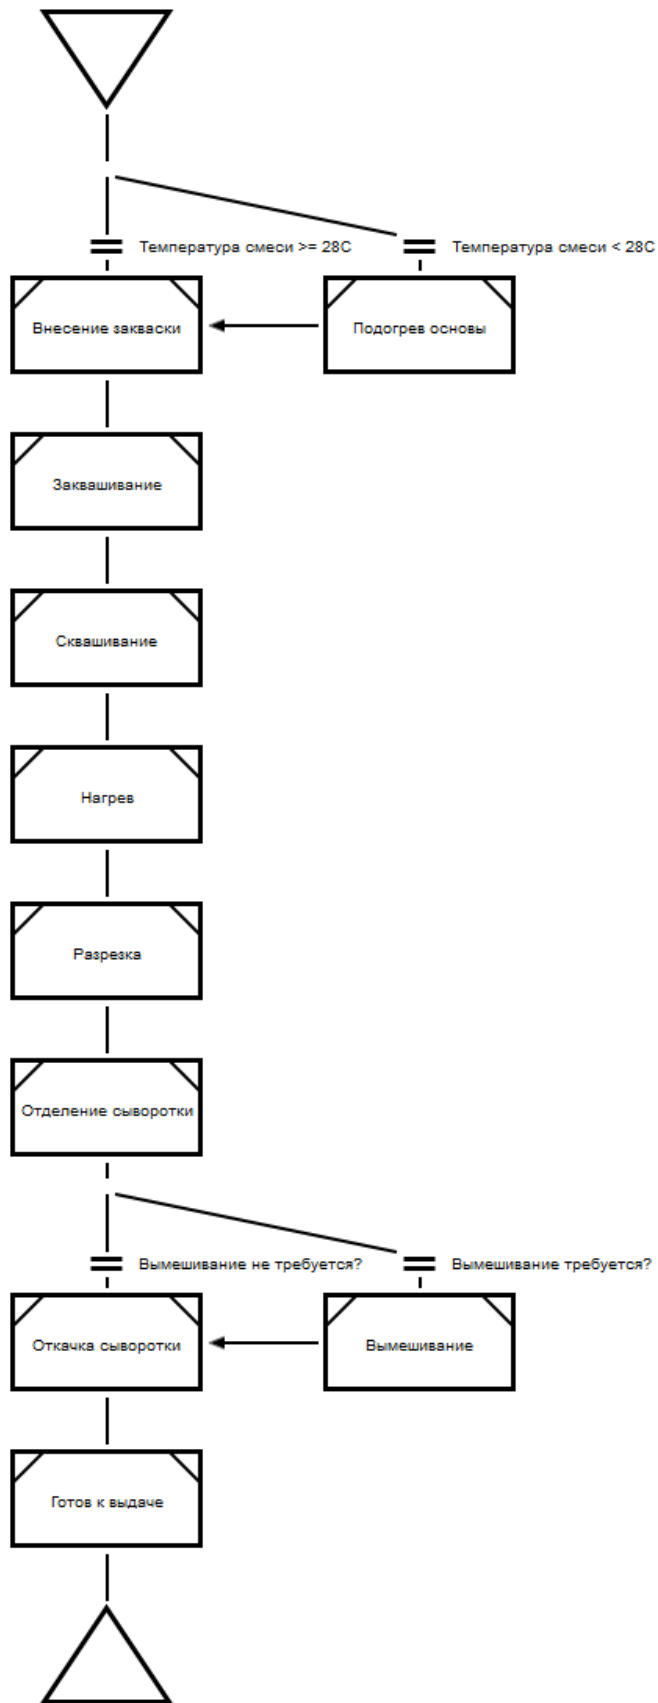 Температура смеси >= 28C
Температура смеси < 28C
Внесение закваски
Подогрев основы
Заквашивание
Сквашивание
Нагрев
Разрезка
Отделение сыворотки
Вымешивание не требуется?
Вымешивание требуется?
Откачка сыворотки
Вымешивание
Готов к выдаче